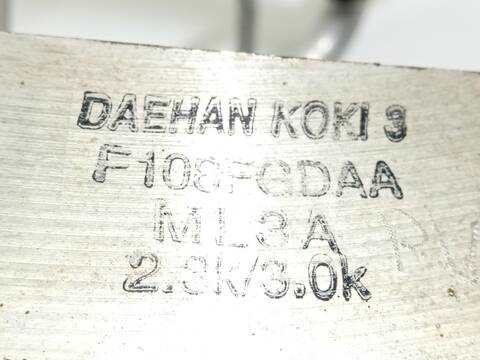 DAEHAN KOKI 3
F108FGDAA
ML3A
2.3k/3.0k